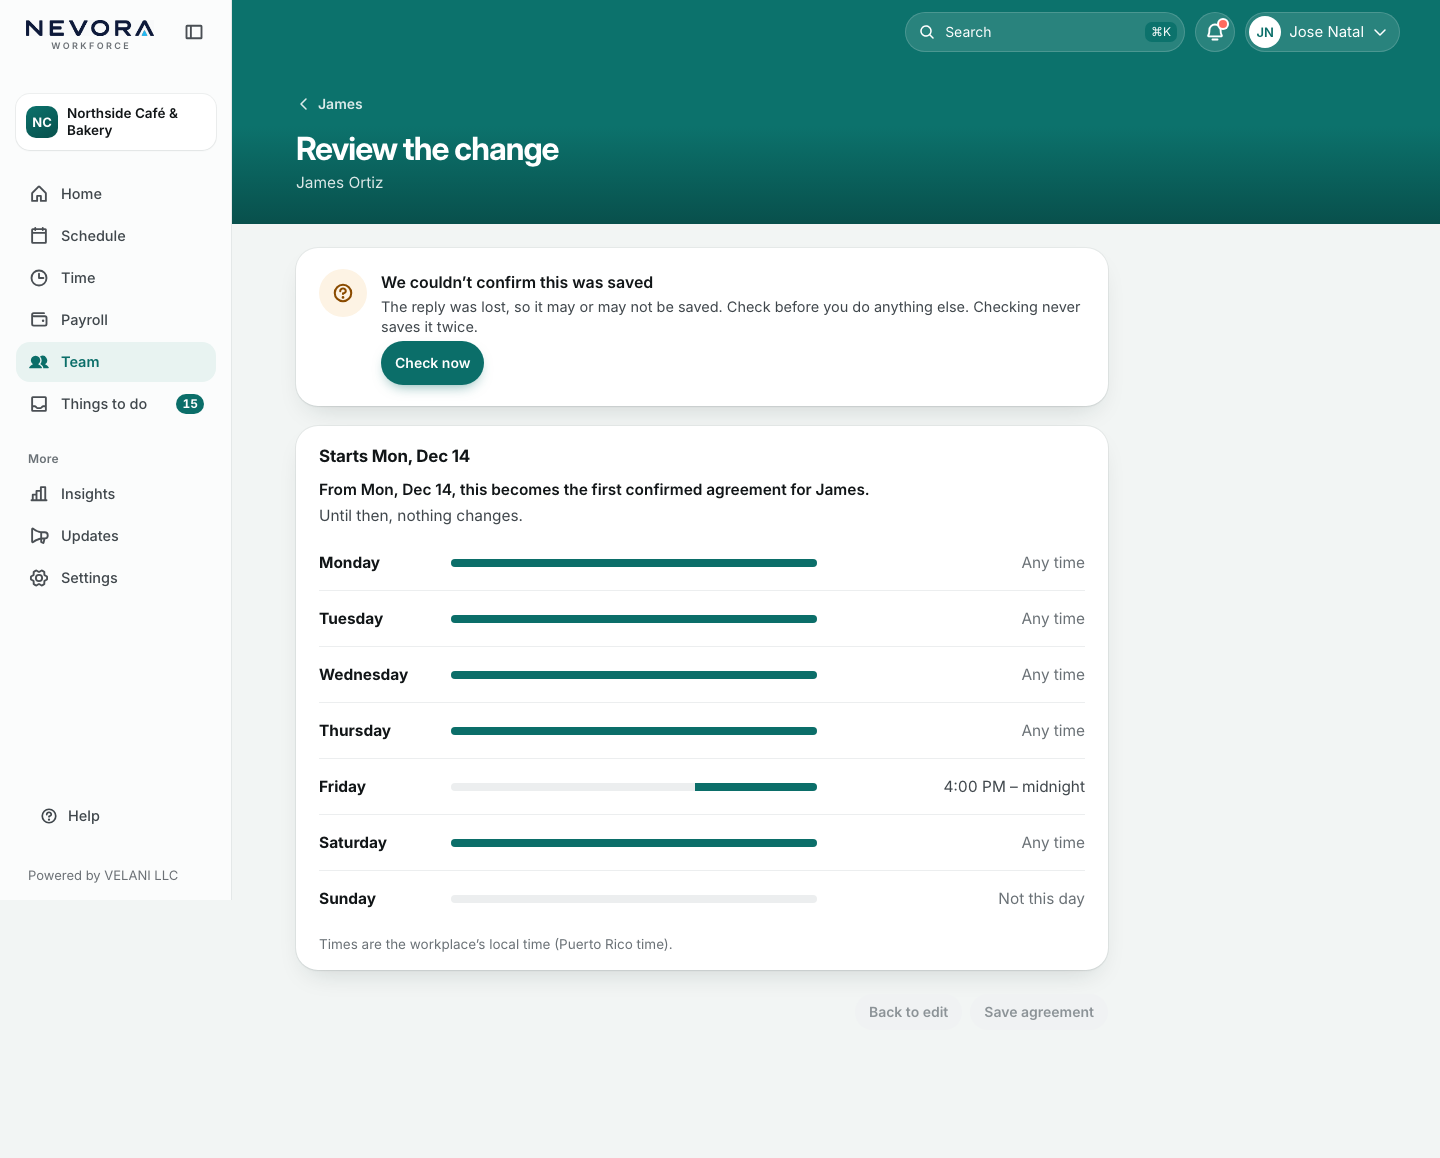 NEVORA
WORKFORCE
Search
⌘K
JN
Jose Natal
NC
Northside Café &
Bakery
Home
Schedule
Time
Payroll
Team
Things to do
15
More
Insights
Updates
Settings
Help
Powered by VELANI LLC
James
Review the change
James Ortiz
We couldn’t confirm this was saved
The reply was lost, so it may or may not be saved. Check before you do anything else. Checking never
saves it twice.
Check now
Starts Mon, Dec 14
From Mon, Dec 14, this becomes the first confirmed agreement for James.
Until then, nothing changes.
Monday
Any time
Tuesday
Any time
Wednesday
Any time
Thursday
Any time
Friday
4:00 PM – midnight
Saturday
Any time
Sunday
Not this day
Times are the workplace’s local time (Puerto Rico time).
Back to edit
Save agreement